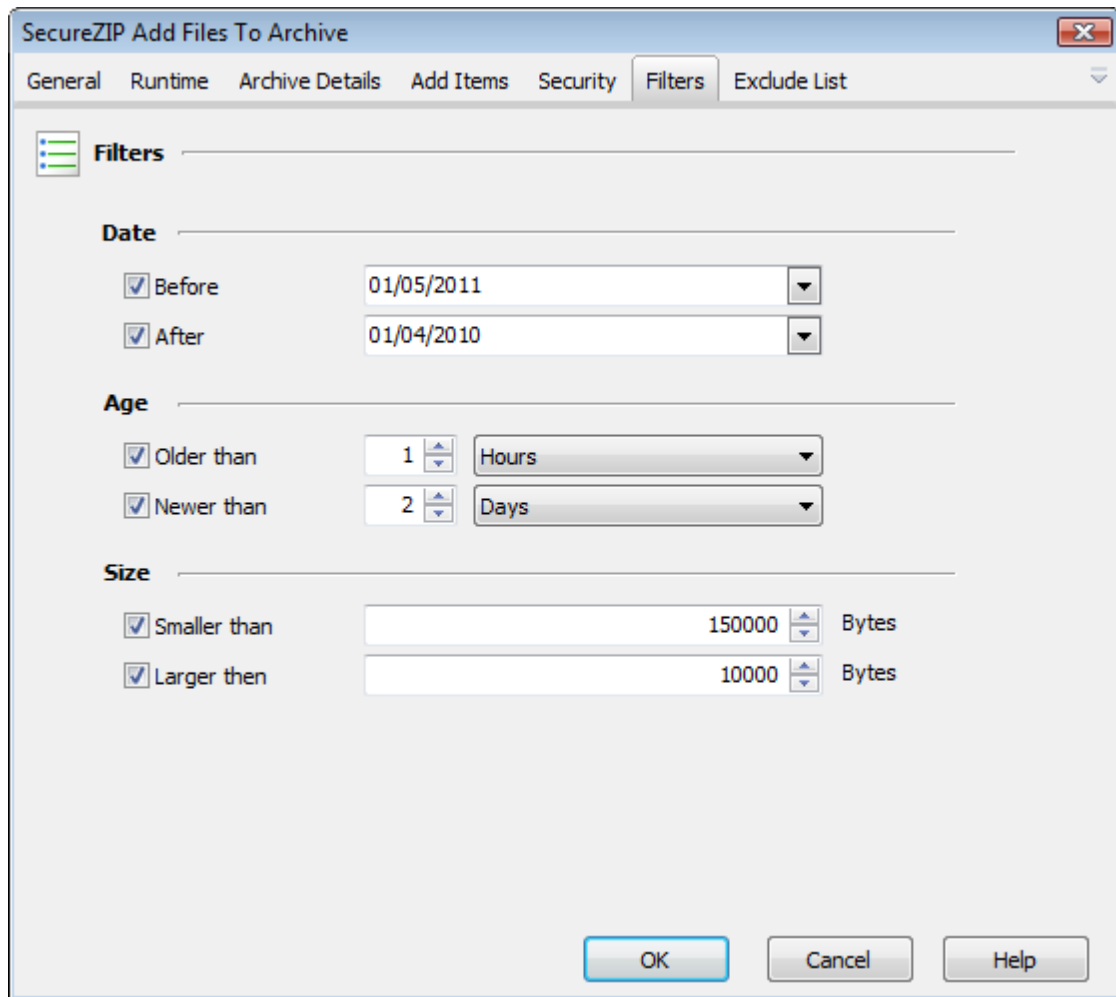 SecureZIP Add Files To Archive
General Runtime Archive Details Add Items Security Filters Exclude List
Filters
Date
Before 01/05/2011
After 01/04/2010
Age
Older than 1 Hours
Newer than 2 Days
Size
Smaller than 150000 Bytes
Larger then 10000 Bytes
OK Cancel Help